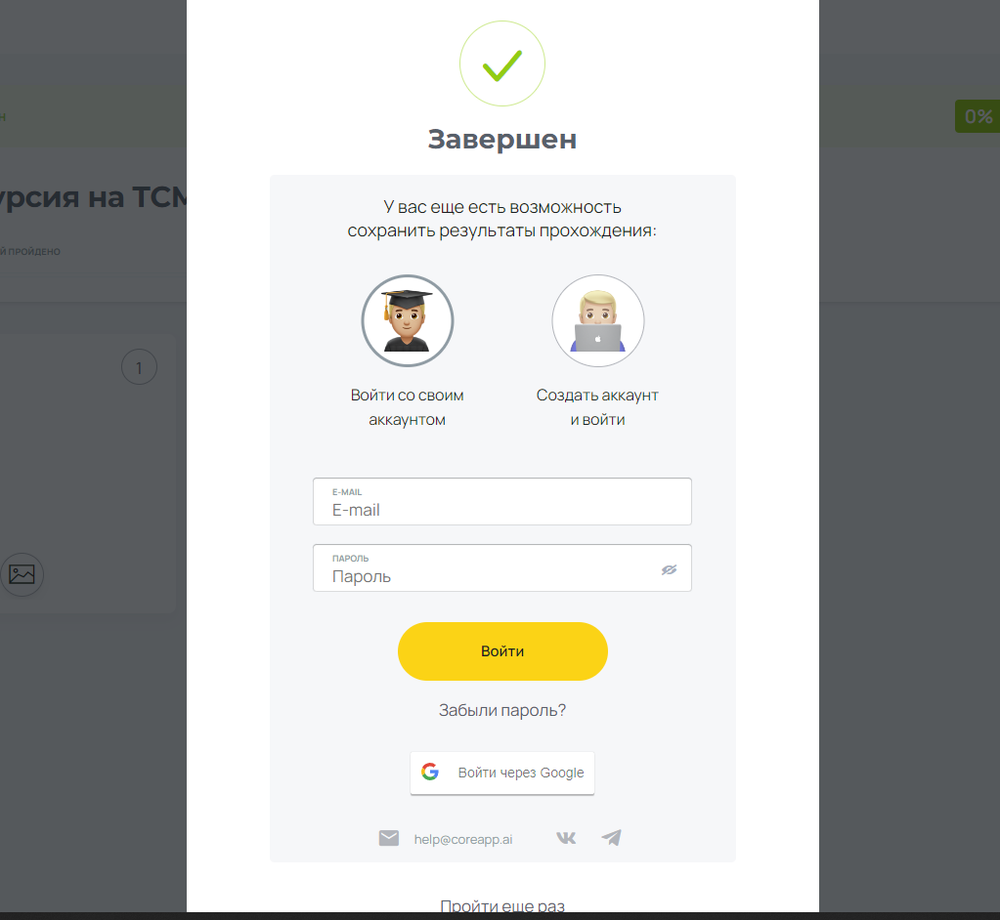 Завершен
0%
У вас еще есть возможность
сохранить результаты прохождения:
Войти со своим
аккаунтом
Создать аккаунт
и войти
E-MAIL
E-mail
ПАРОЛЬ
Пароль
Войти
Забыли пароль?
Войти через Google
help@coreapp.ai
Пройти еще раз
на ТСМ
Й ПРОЙДЕНО
1